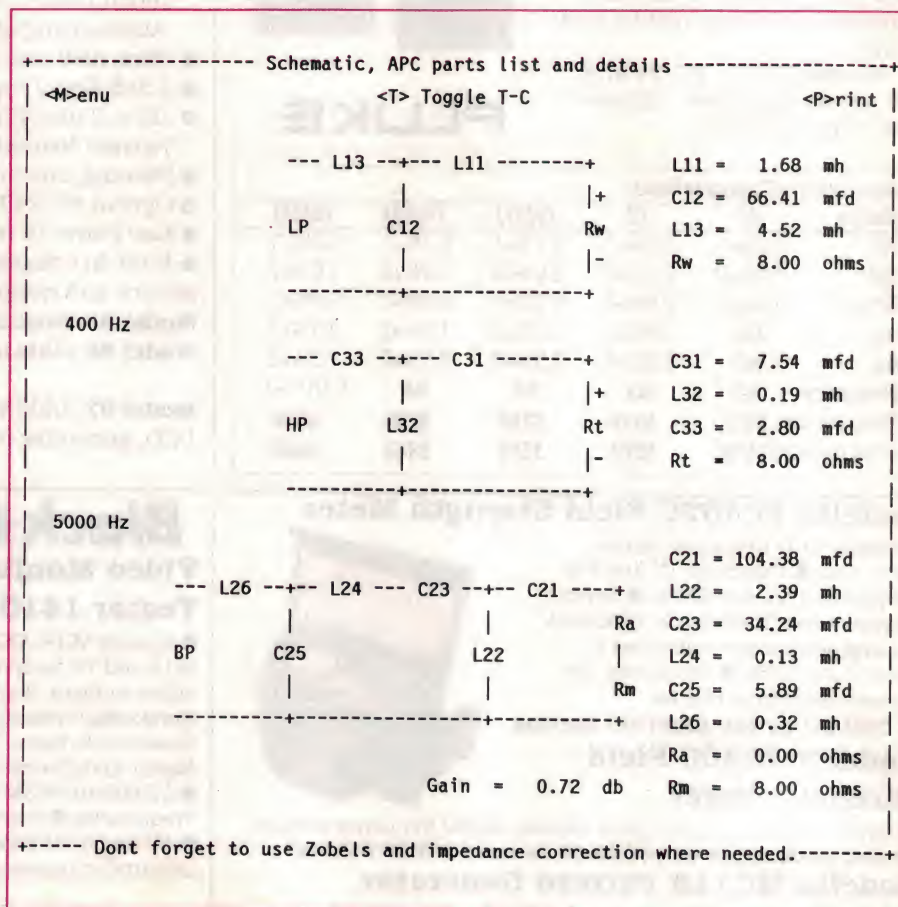 +------------------- Schematic, APC parts list and details -------------------+
| <M>enu <T> Toggle T-C <P>rint |
--- L13 --+--- L11 --------+ L11 = 1.68 mh
| |+ C12 = 66.41 mfd
LP C12 Rw L13 = 4.52 mh
| |- Rw = 8.00 ohms
----------+----------------+
400 Hz
--- C33 --+--- C31 --------+ C31 = 7.54 mfd
| |+ L32 = 0.19 mh
HP L32 Rt C33 = 2.80 mfd
| |- Rt = 8.00 ohms
----------+----------------+
5000 Hz
C21 = 104.38 mfd
--- L26 --+-- L24 --- C23 --+-- C21 -----+ L22 = 2.39 mh
| | Ra C23 = 34.24 mfd
BP C25 L22 | L24 = 0.13 mh
| | Rm C25 = 5.89 mfd
----------+-----------------+------------+ L26 = 0.32 mh
Ra = 0.00 ohms
Gain = 0.72 db Rm = 8.00 ohms
+----- Dont forget to use Zobels and impedance correction where needed.--------+